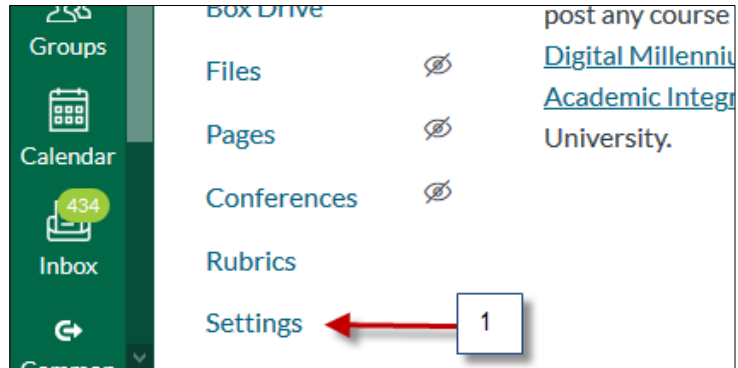 Groups
Calendar
434
Inbox
Common
Box Drive
Files
Pages
Conferences
Rubrics
Settings
1
post any course
Digital Millenniu
Academic Integr
University.